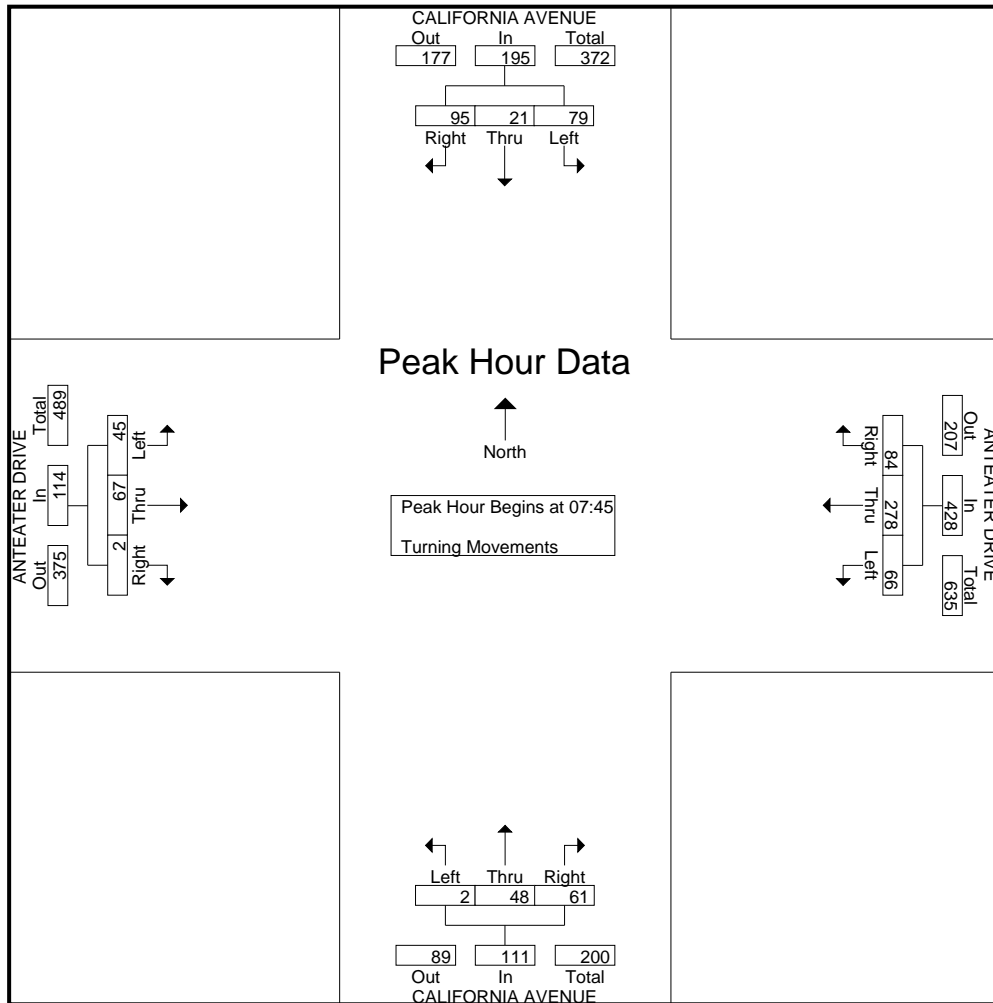 CALIFORNIA AVENUE
Out In Total
177 195 372
95 21 79
Right Thru Left
Peak Hour Data
North
Peak Hour Begins at 07:45
Turning Movements
ANTEATER DRIVE
Out In Total
375 114 489
2 67 45
Right Thru Left
ANTEATER DRIVE
Out In Total
207 428 635
Right Thru Left
84 278 66
Left Thru Right
2 48 61
89 111 200
Out In Total
CALIFORNIA AVENUE